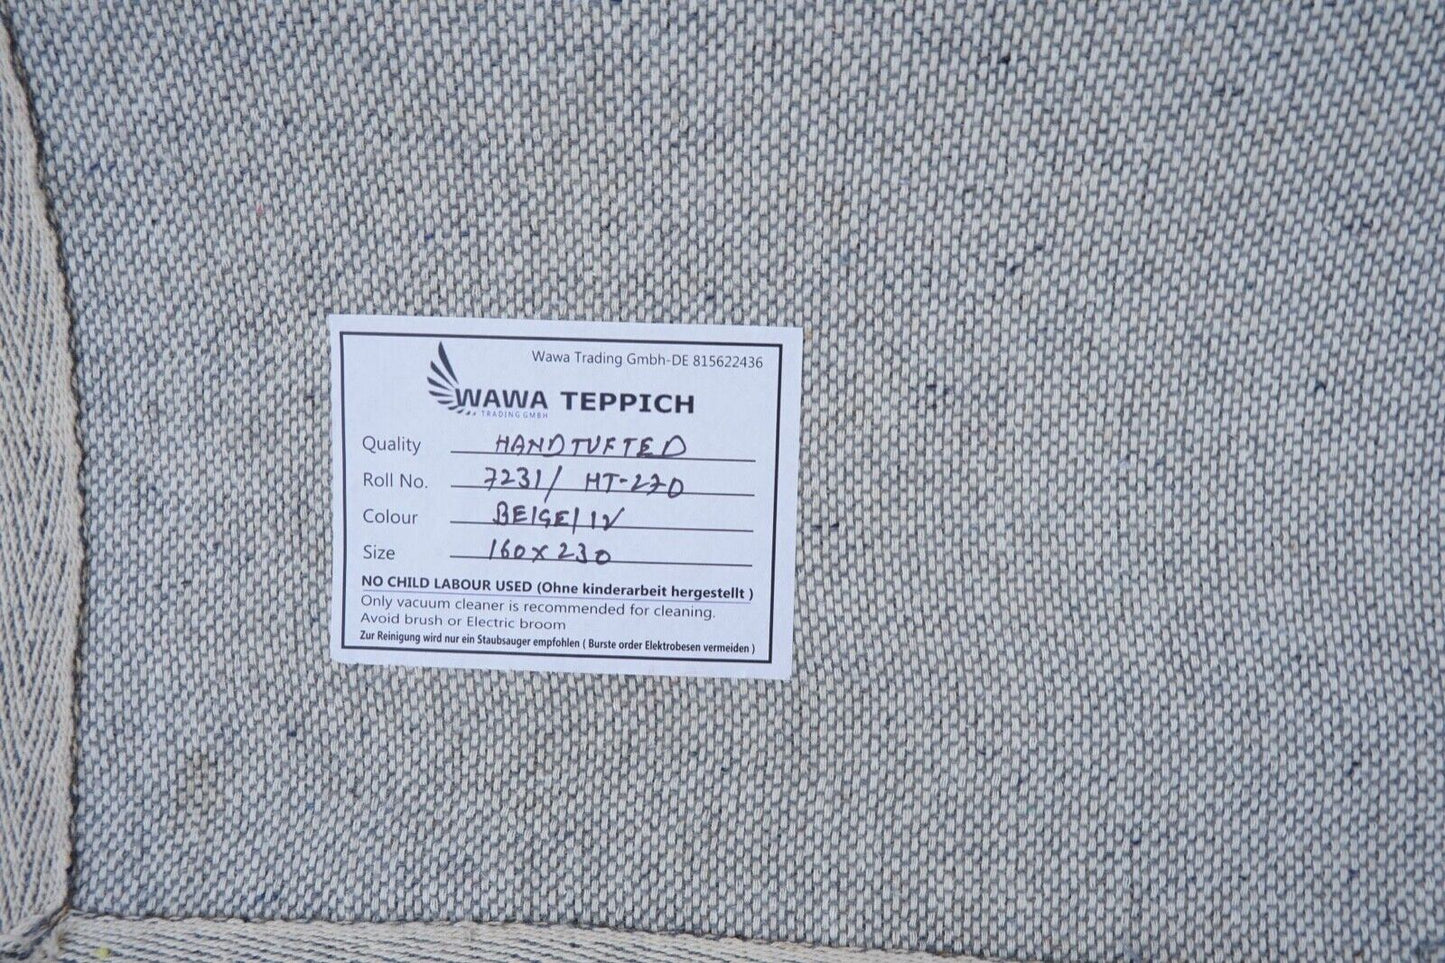 Wawa Trading Gmbh-DE 815622436
WAWA TEPPICH
TRADING GMBH
Quality HANDTUFTED
Roll No. 7231/ HT-270
Colour BEIGE/IV
Size 160x230
NO CHILD LABOUR USED (Ohne kinderarbeit hergestellt )
Only vacuum cleaner is recommended for cleaning.
Avoid brush or Electric broom
Zur Reinigung wird nur ein Staubsauger empfohlen ( Burste order Elektrobesen vermeiden )